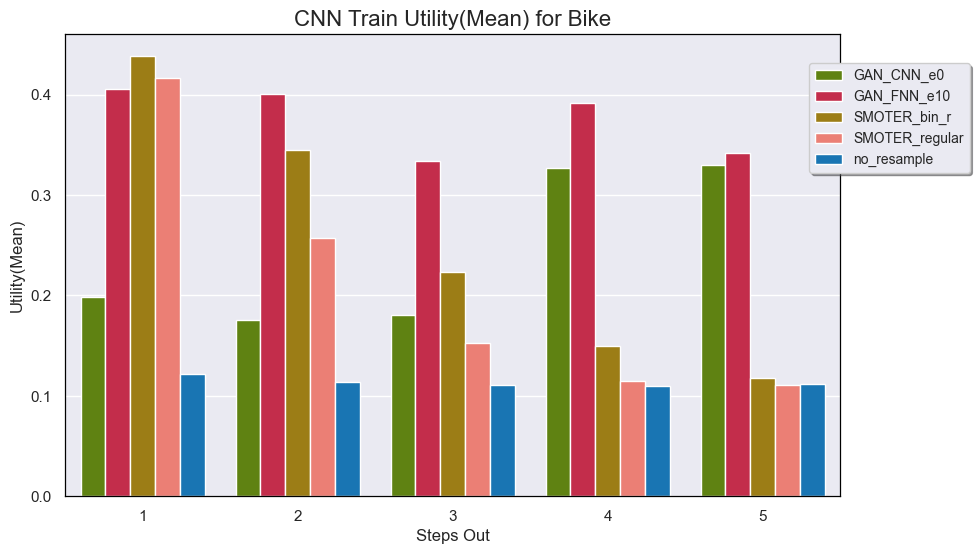 CNN Train Utility(Mean) for Bike
GAN_CNN_e0
GAN_FNN_e10
SMOTER_bin_r
SMOTER_regular
no_resample
Utility(Mean)
0.4
0.3
0.2
0.1
0.0
1 2 3 4 5
Steps Out